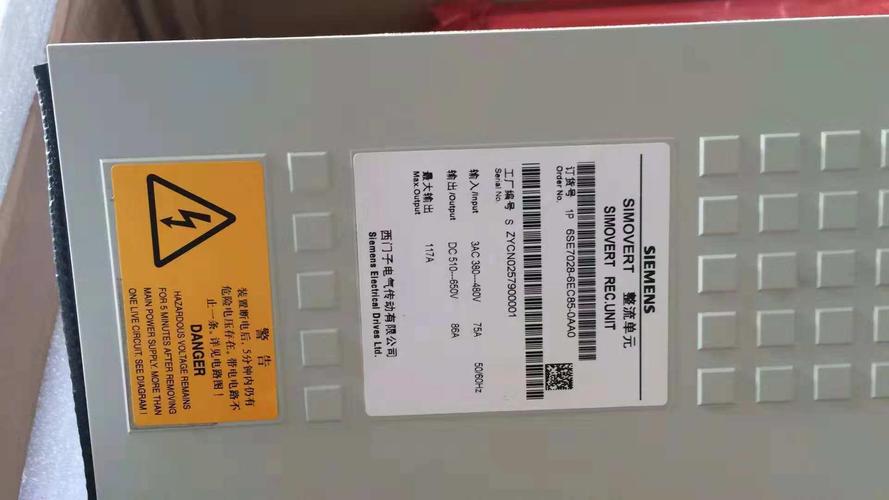 SIEMENS
SIMOVERT 整流单元
SIMOVERT REC.UNIT
订货号 1P 6SE7028-6EC85-0AA0
Order No.
工厂编号 S ZYCN0257900001
Serial No.
输入/Input 3AC 380—480V 75A 50/60Hz
输出/Output DC 510—650V 86A
最大输出 117A
Max.Output
西门子电气传动有限公司
Siemens Electrical Drives Ltd.
警告
装置断电后，5分钟内仍有
危险电压存在。带电电路不
止一条。详见电路图！
DANGER
HAZARDOUS VOLTAGE REMAINS
FOR 5 MINUTES AFTER REMOVING
MAIN POWER SUPPLY. MORE THAN
ONE LIVE CIRCUIT. SEE DIAGRAM !